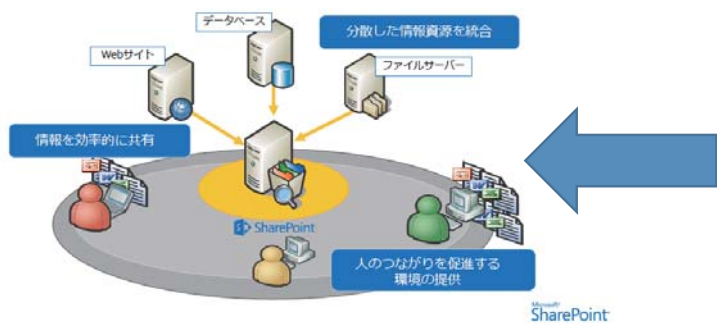 データベース
分散した情報資源を統合
Webサイト
ファイルサーバー
情報を効率的に共有
SharePoint
人のつながりを促進する
環境の提供
Microsoft
SharePoint